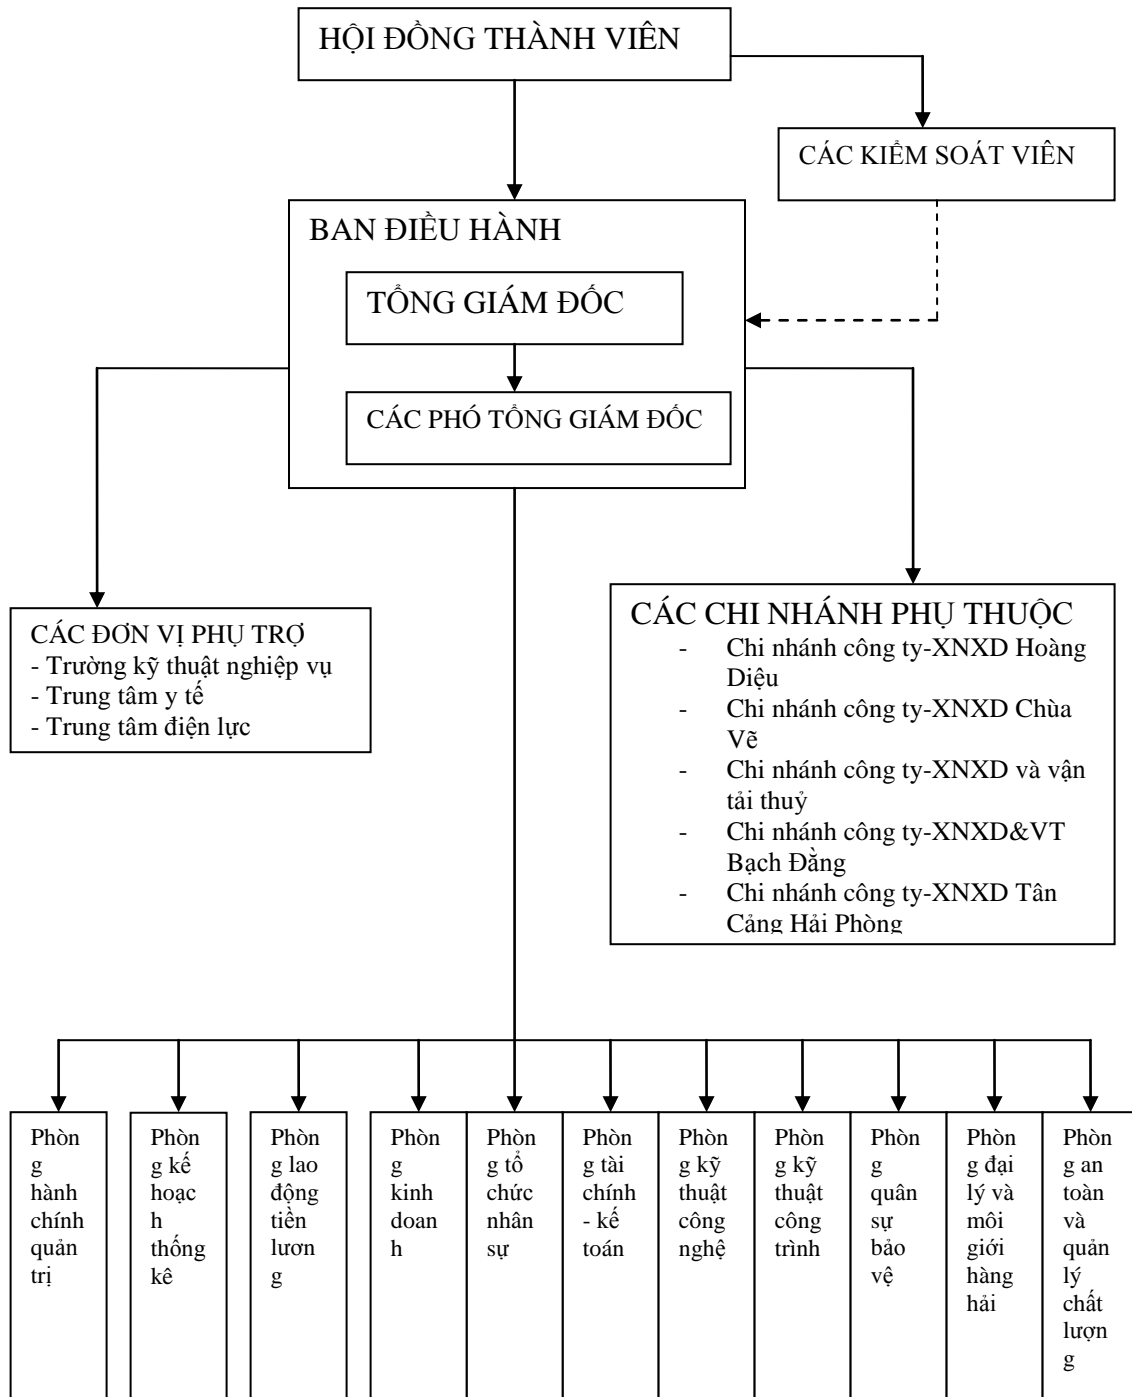 HỘI ĐỒNG THÀNH VIÊN
CÁC KIỂM SOÁT VIÊN
BAN ĐIỀU HÀNH
TỔNG GIÁM ĐỐC
CÁC PHÓ TỔNG GIÁM ĐỐC
CÁC ĐƠN VỊ PHỤ TRỢ
- Trường kỹ thuật nghiệp vụ
- Trung tâm y tế
- Trung tâm điện lực
CÁC CHI NHÁNH PHỤ THUỘC
- Chi nhánh công ty-XNXD Hoàng
Diệu
- Chi nhánh công ty-XNXD Chùa
Vẽ
- Chi nhánh công ty-XNXD và vận
tải thuỷ
- Chi nhánh công ty-XNXD&VT
Bạch Đằng
- Chi nhánh công ty-XNXD Tân
Cảng Hải Phòng
Phòn
g
hành
chính
quản
trị
Phòn
g kế
hoạc
h
thống
kê
Phòn
g lao
động
tiền
lươn
g
Phòn
g
kinh
doan
h
Phòn
g tổ
chức
nhân
sự
Phòn
g tài
chính
- kế
toán
Phòn
g kỹ
thuật
công
nghệ
Phòn
g kỹ
thuật
công
trình
Phòn
g
quân
sự
bảo
vệ
Phòn
g đại
lý và
môi
giới
hàng
hải
Phòn
g an
toàn
và
quản
lý
chất
lượn
g